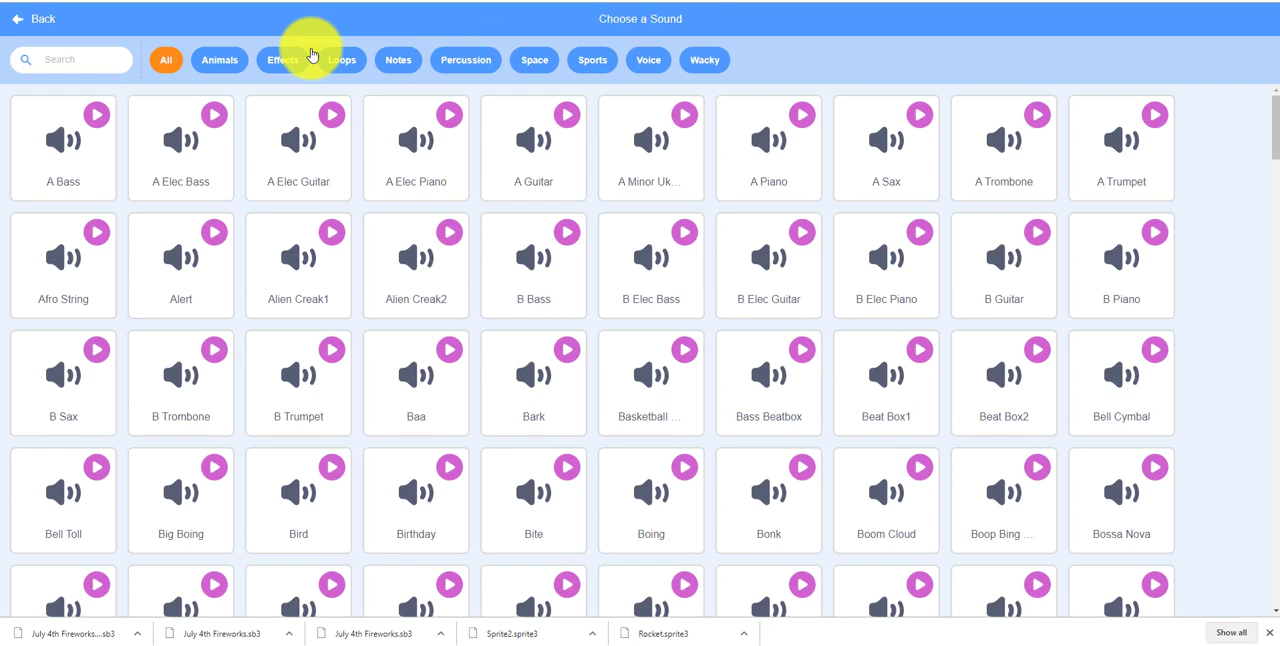 Back
Choose a Sound
Search
All
Animals
Effects
Loops
Notes
Percussion
Space
Sports
Voice
Wacky
A Bass
A Elec Bass
A Elec Guitar
A Elec Piano
A Guitar
A Minor Uk...
A Piano
A Sax
A Trombone
A Trumpet
Afro String
Alert
Alien Creak1
Alien Creak2
B Bass
B Elec Bass
B Elec Guitar
B Elec Piano
B Guitar
B Piano
B Sax
B Trombone
B Trumpet
Baa
Bark
Basketball ...
Bass Beatbox
Beat Box1
Beat Box2
Bell Cymbal
Bell Toll
Big Boing
Bird
Birthday
Bite
Boing
Bonk
Boom Cloud
Boop Bing ...
Bossa Nova
July 4th Fireworks....sb3
July 4th Fireworks.sb3
July 4th Fireworks.sb3
Sprite2.sprite3
Rocket.sprite3
Show all